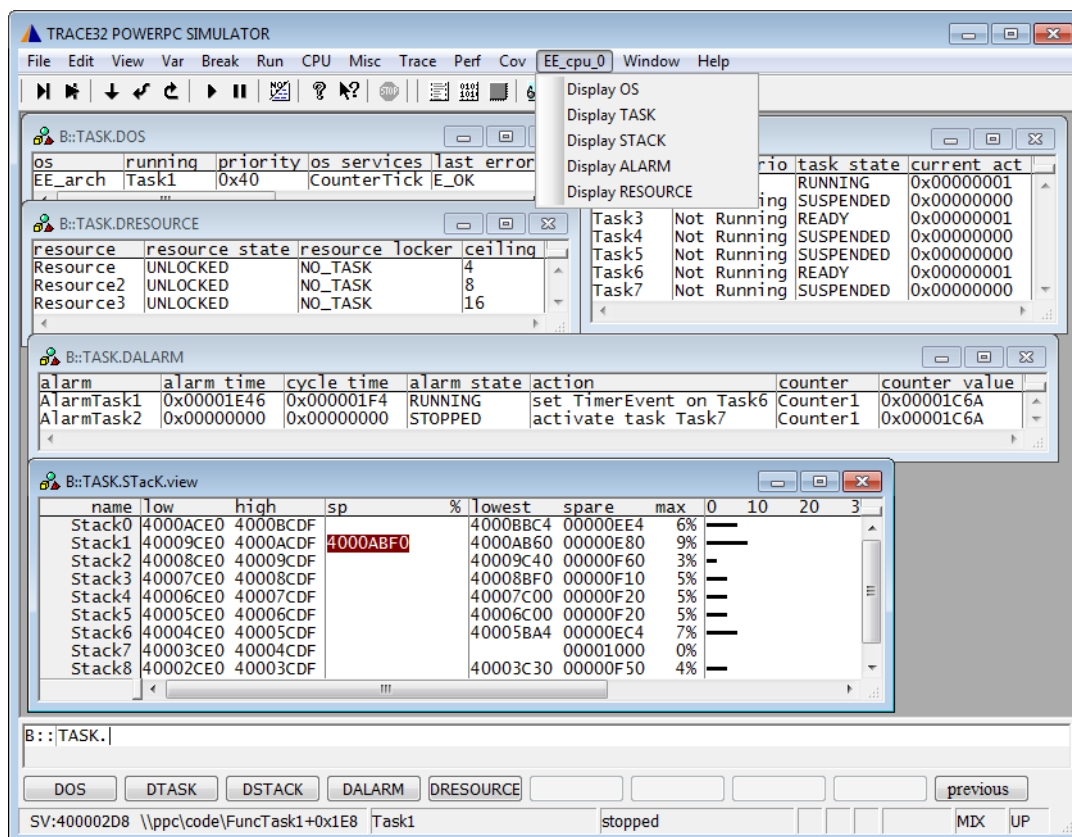 TRACE32 POWERPC SIMULATOR
File Edit View Var Break Run CPU Misc Trace Perf Cov EE_cpu_0 Window Help
Display OS
Display TASK
Display STACK
Display ALARM
Display RESOURCE
B::TASK.DOS
os running priority os services last error
EE_arch Task1 0x40 CounterTick E_OK
rio task state current act
RUNNING 0x00000001
ing SUSPENDED 0x00000000
Task3 Not Running READY 0x00000001
Task4 Not Running SUSPENDED 0x00000000
Task5 Not Running SUSPENDED 0x00000000
Task6 Not Running READY 0x00000001
Task7 Not Running SUSPENDED 0x00000000
B::TASK.DRESOURCE
resource resource state resource locker ceiling
Resource UNLOCKED NO_TASK 4
Resource2 UNLOCKED NO_TASK 8
Resource3 UNLOCKED NO_TASK 16
B::TASK.DALARM
alarm alarm time cycle time alarm state action counter counter value
AlarmTask1 0x00001E46 0x000001F4 RUNNING set TimerEvent on Task6 Counter1 0x00001C6A
AlarmTask2 0x00000000 0x00000000 STOPPED activate task Task7 Counter1 0x00001C6A
B::TASK.STacK.view
name low high sp % lowest spare max 0 10 20 3
Stack0 4000ACE0 4000BCDF 4000BBC4 00000EE4 6%
Stack1 40009CE0 4000ACDF 4000ABF0 4000AB60 00000E80 9%
Stack2 40008CE0 40009CDF 40009C40 00000F60 3%
Stack3 40007CE0 40008CDF 40008BF0 00000F10 5%
Stack4 40006CE0 40007CDF 40007C00 00000F20 5%
Stack5 40005CE0 40006CDF 40006C00 00000F20 5%
Stack6 40004CE0 40005CDF 40005BA4 00000EC4 7%
Stack7 40003CE0 40004CDF 00001000 0%
Stack8 40002CE0 40003CDF 40003C30 00000F50 4%
B::TASK.
DOS DTASK DSTACK DALARM DRESOURCE previous
SV:400002D8 \\ppc\code\FuncTask1+0x1E8 Task1 stopped MIX UP